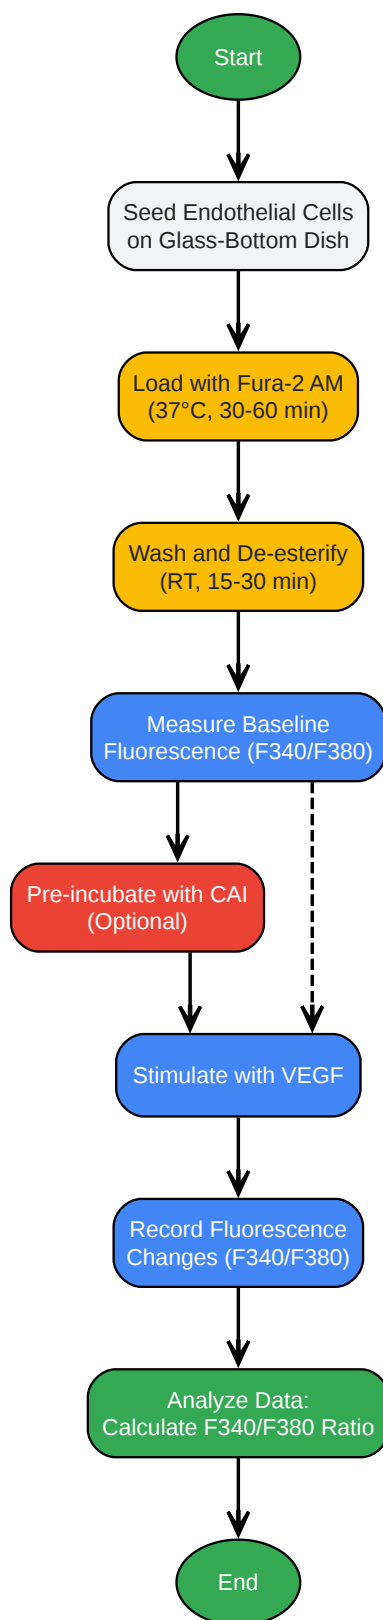 Start
Seed Endothelial Cells
on Glass-Bottom Dish
Load with Fura-2 AM
(37°C, 30-60 min)
Wash and De-esterify
(RT, 15-30 min)
Measure Baseline
Fluorescence (F340/F380)
Pre-incubate with CAI
(Optional)
Stimulate with VEGF
Record Fluorescence
Changes (F340/F380)
Analyze Data:
Calculate F340/F380 Ratio
End